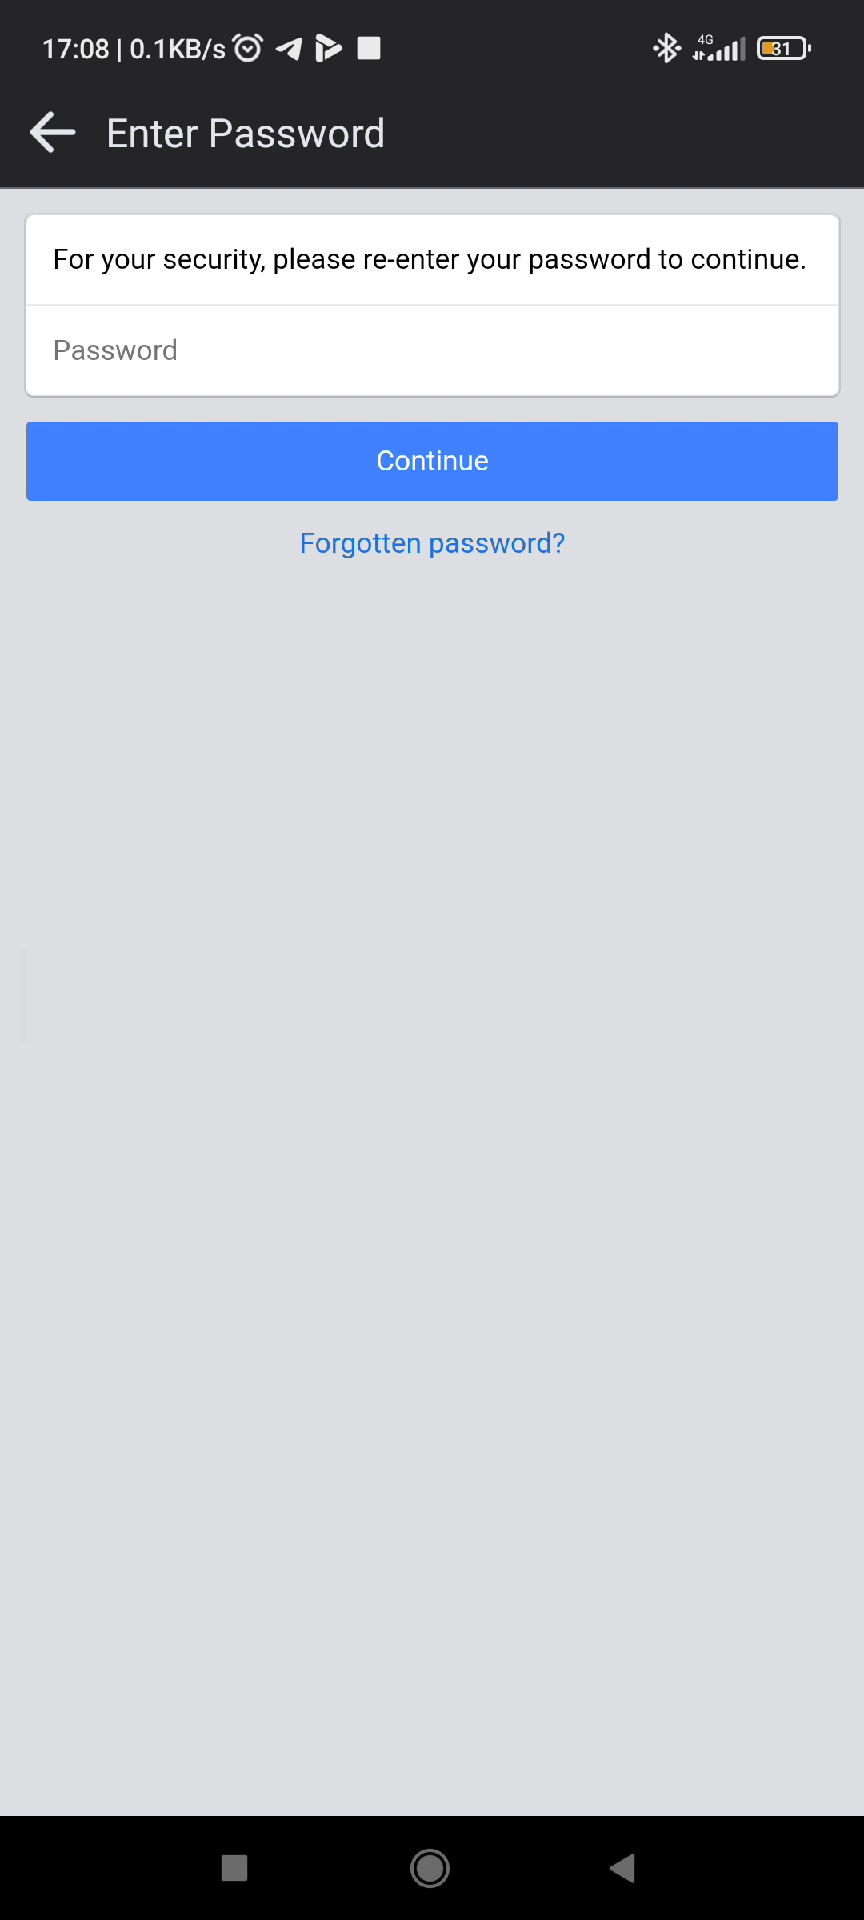 17:08 | 0.1KB/s 4G 31
Enter Password
For your security, please re-enter your password to continue.
Password
Continue
Forgotten password?